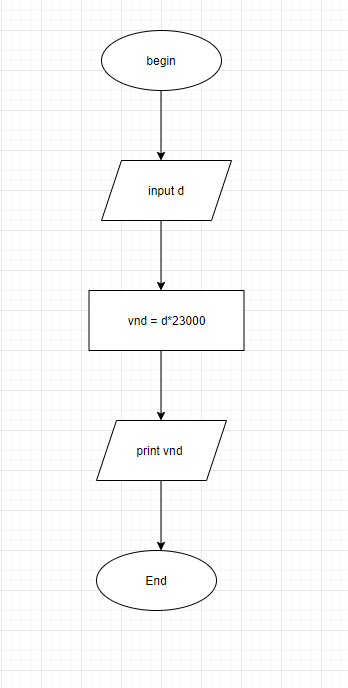 begin
input d
vnd = d*23000
print vnd
End